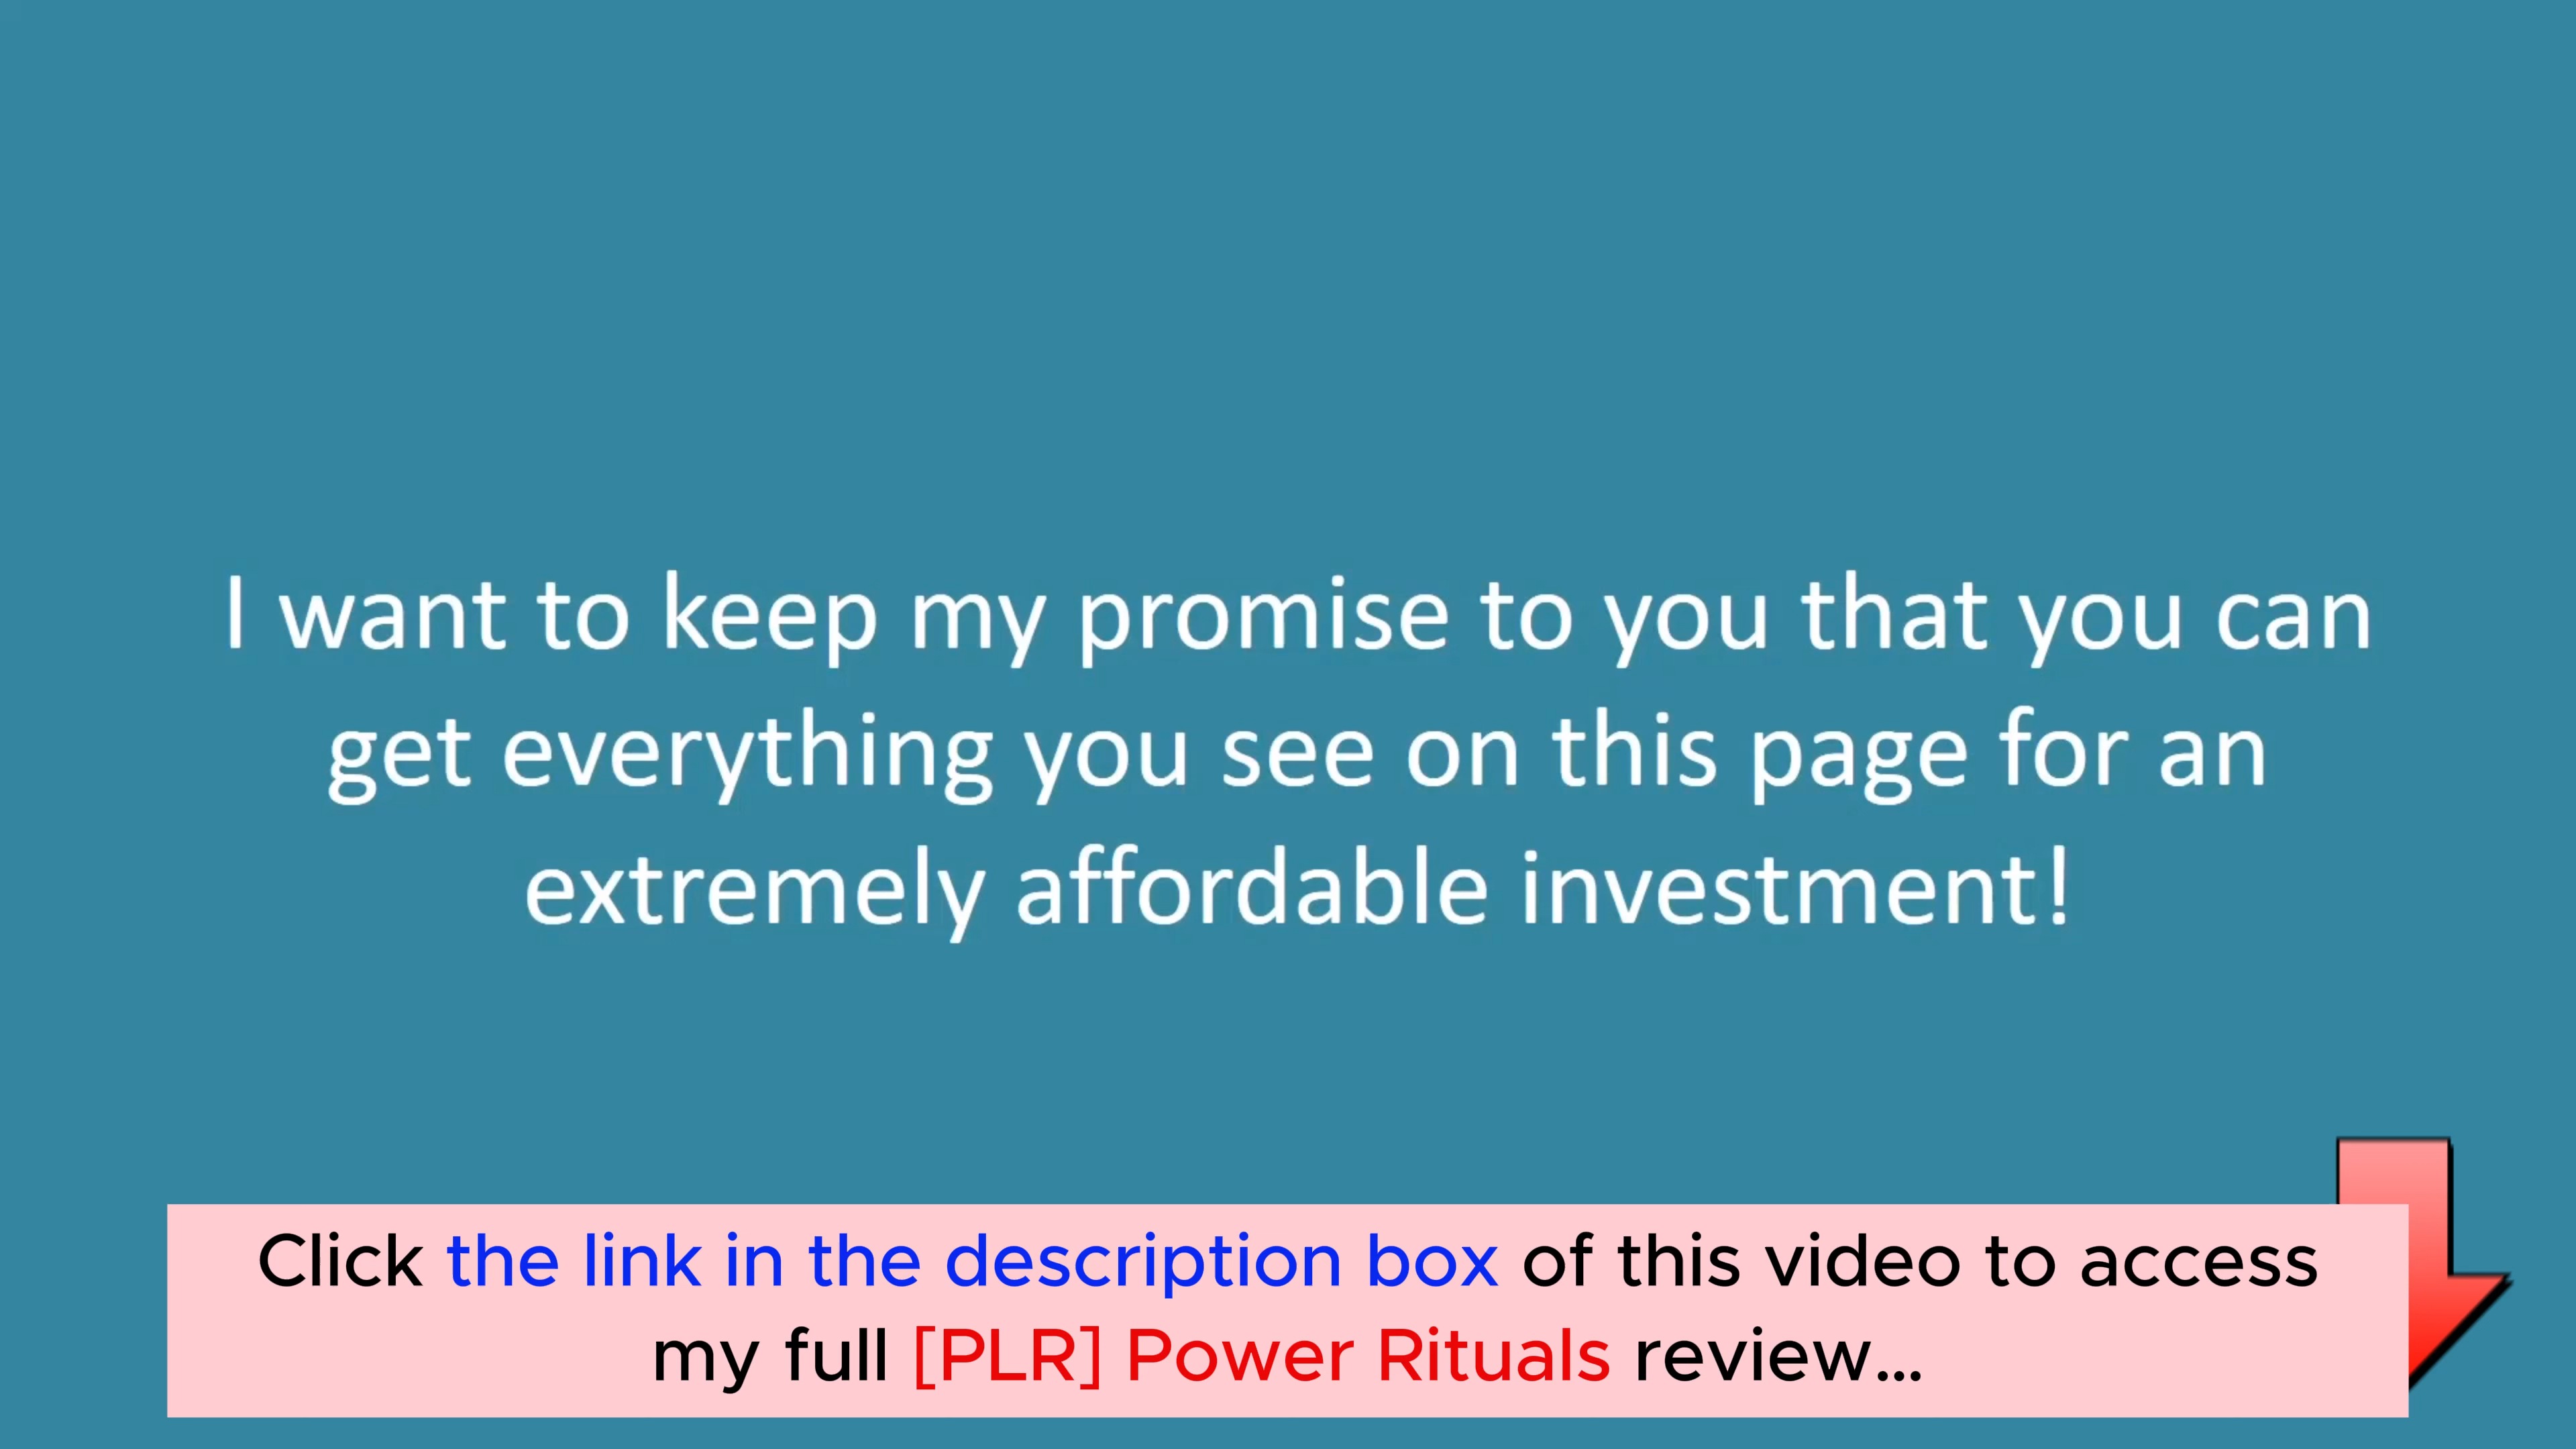 I want to keep my promise to you that you can
get everything you see on this page for an
extremely affordable investment!
Click the link in the description box of this video to access
my full [PLR] Power Rituals review...